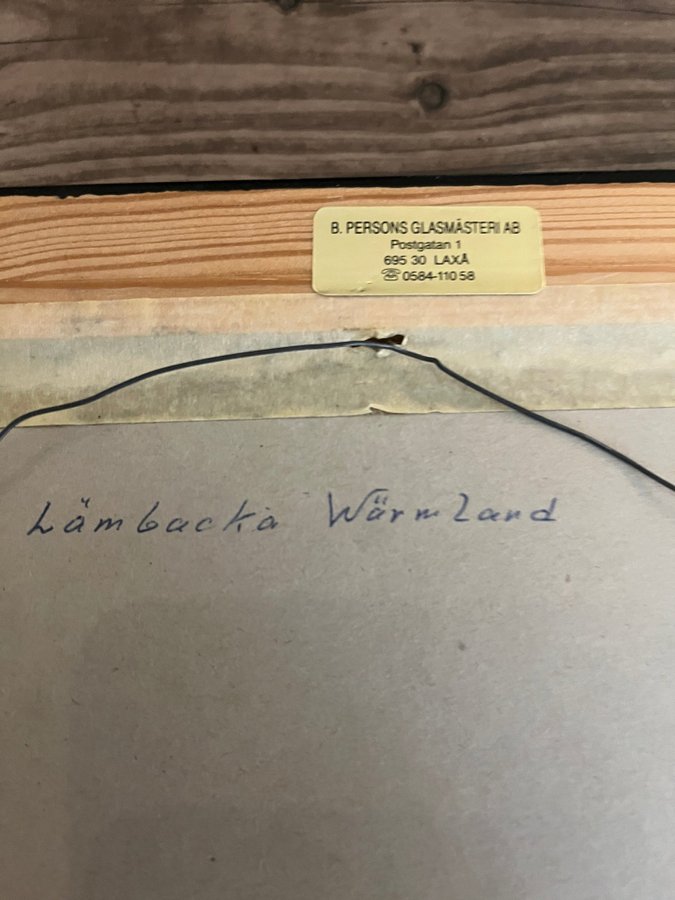 B. PERSONS GLASMÄSTERI AB
Postgatan 1
695 30 LAXÅ
☏ 0584-110 58
Lämbacka Wärmland